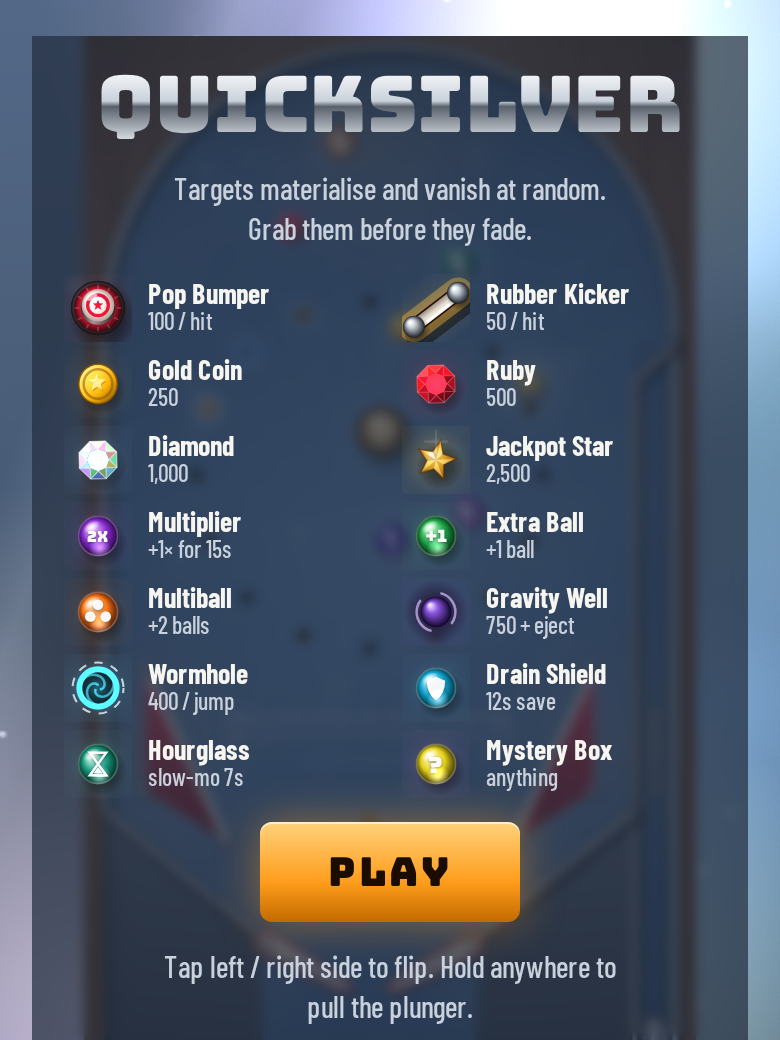 QUICKSILVER
Targets materialise and vanish at random.
Grab them before they fade.
Pop Bumper
100 / hit
Rubber Kicker
50 / hit
Gold Coin
250
Ruby
500
Diamond
1,000
Jackpot Star
2,500
2X
Multiplier
+1× for 15s
+1
Extra Ball
+1 ball
Multiball
+2 balls
Gravity Well
750 + eject
Wormhole
400 / jump
Drain Shield
12s save
Hourglass
slow-mo 7s
?
Mystery Box
anything
PLAY
Tap left / right side to flip. Hold anywhere to
pull the plunger.